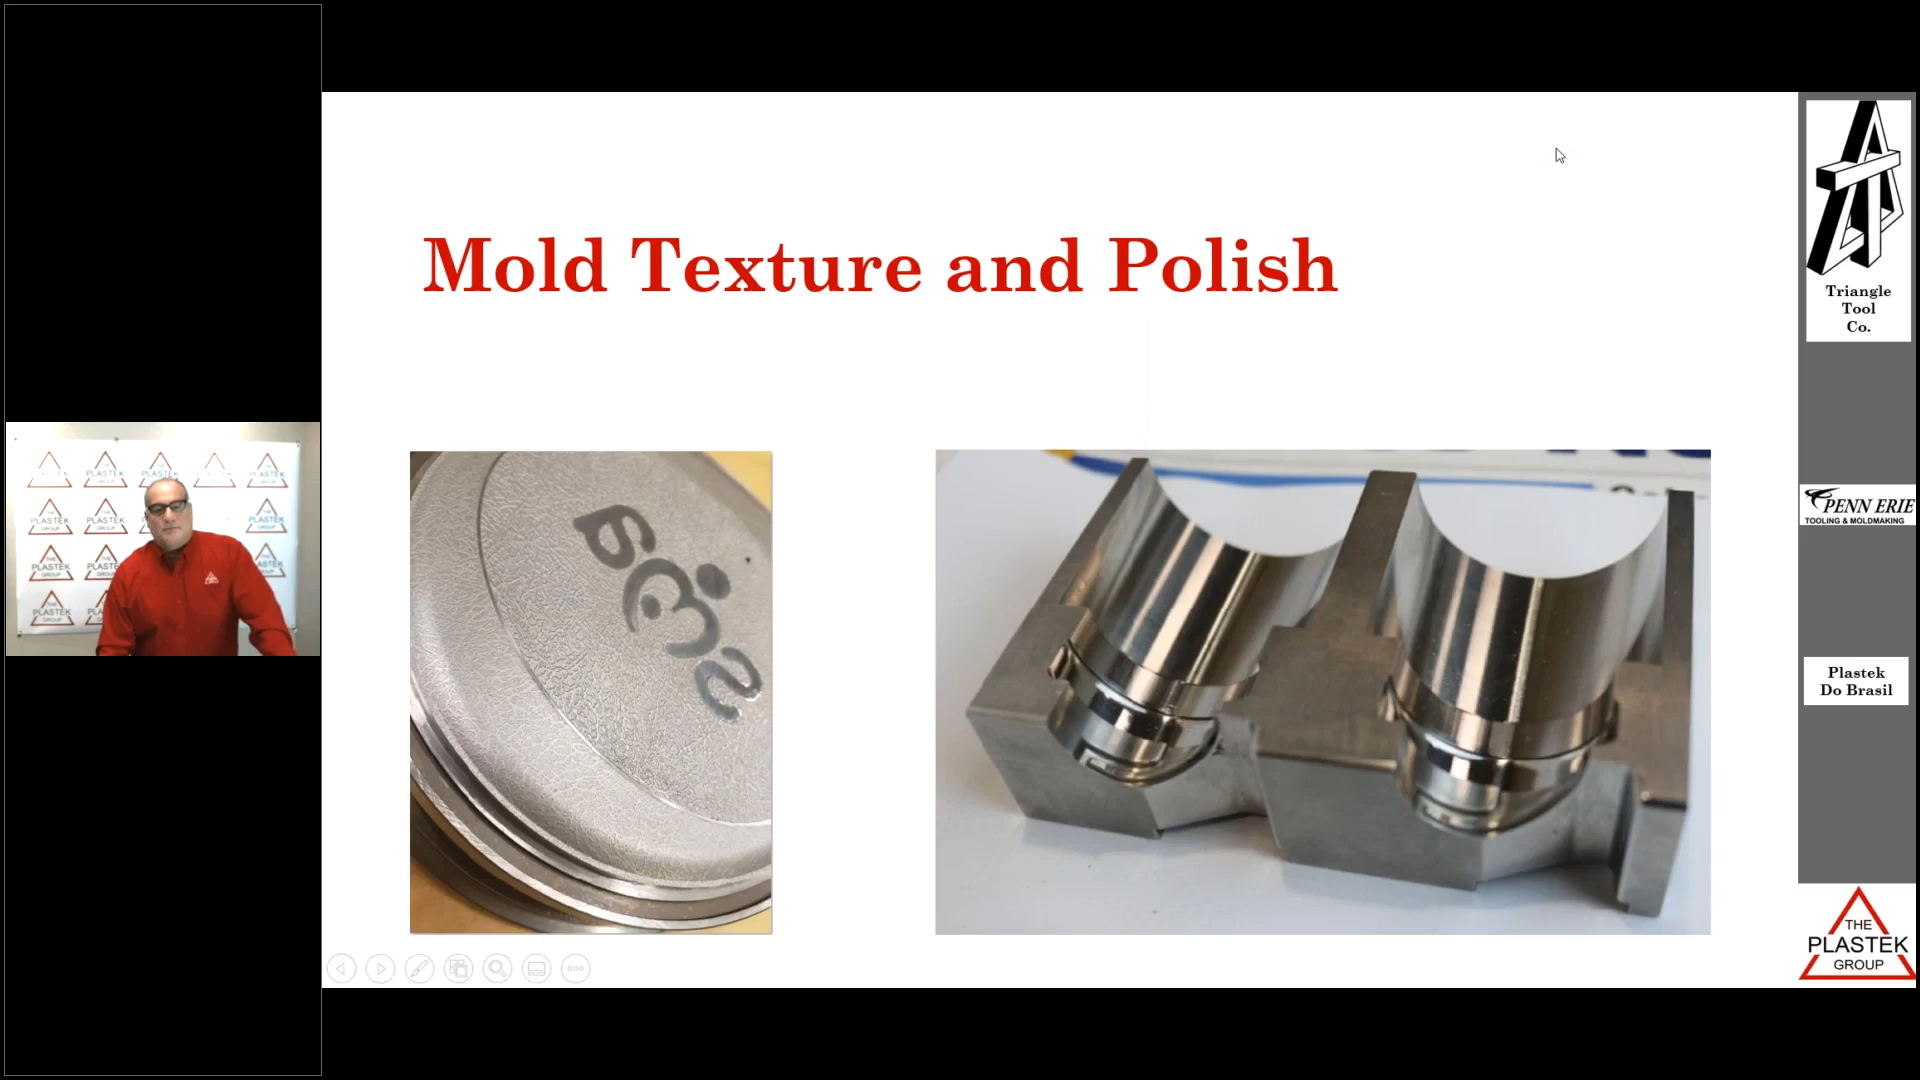 Mold Texture and Polish
Triangle
Tool
Co.
PENN ERIE
TOOLING & MOLDMAKING
Plastek
Do Brasil
THE
PLASTEK
GROUP